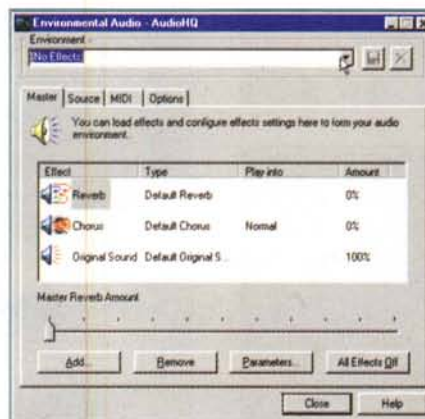 Environmental Audio - AudioHQ
Environment
No Effects
Master Source MIDI Options
You can load effects and configure effects settings here to form your audio
environment.
Effect Type Play into Amount
Reverb Default Reverb 0%
Chorus Default Chorus Normal 0%
Original Sound Default Original S... 100%
Master Reverb Amount
Add... Remove Parameters... All Effects Off
Close Help